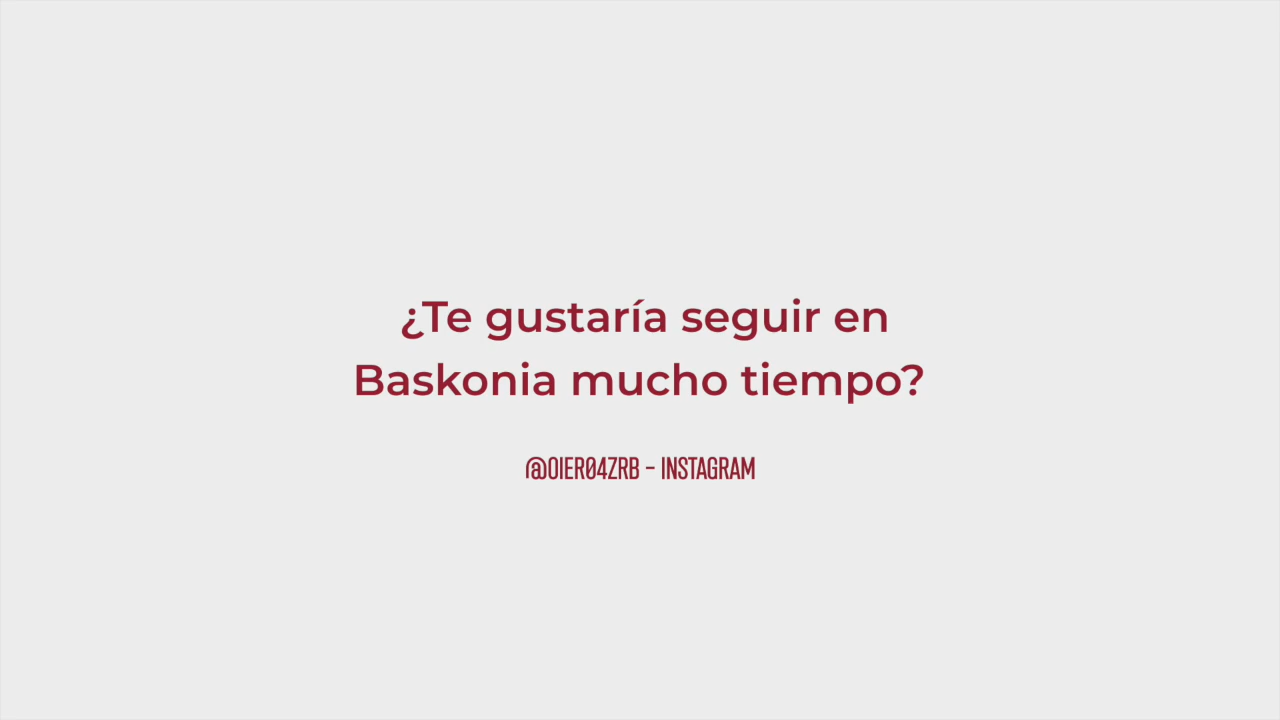 ¿Te gustaría seguir en
Baskonia mucho tiempo?
@OIER04ZRB - INSTAGRAM